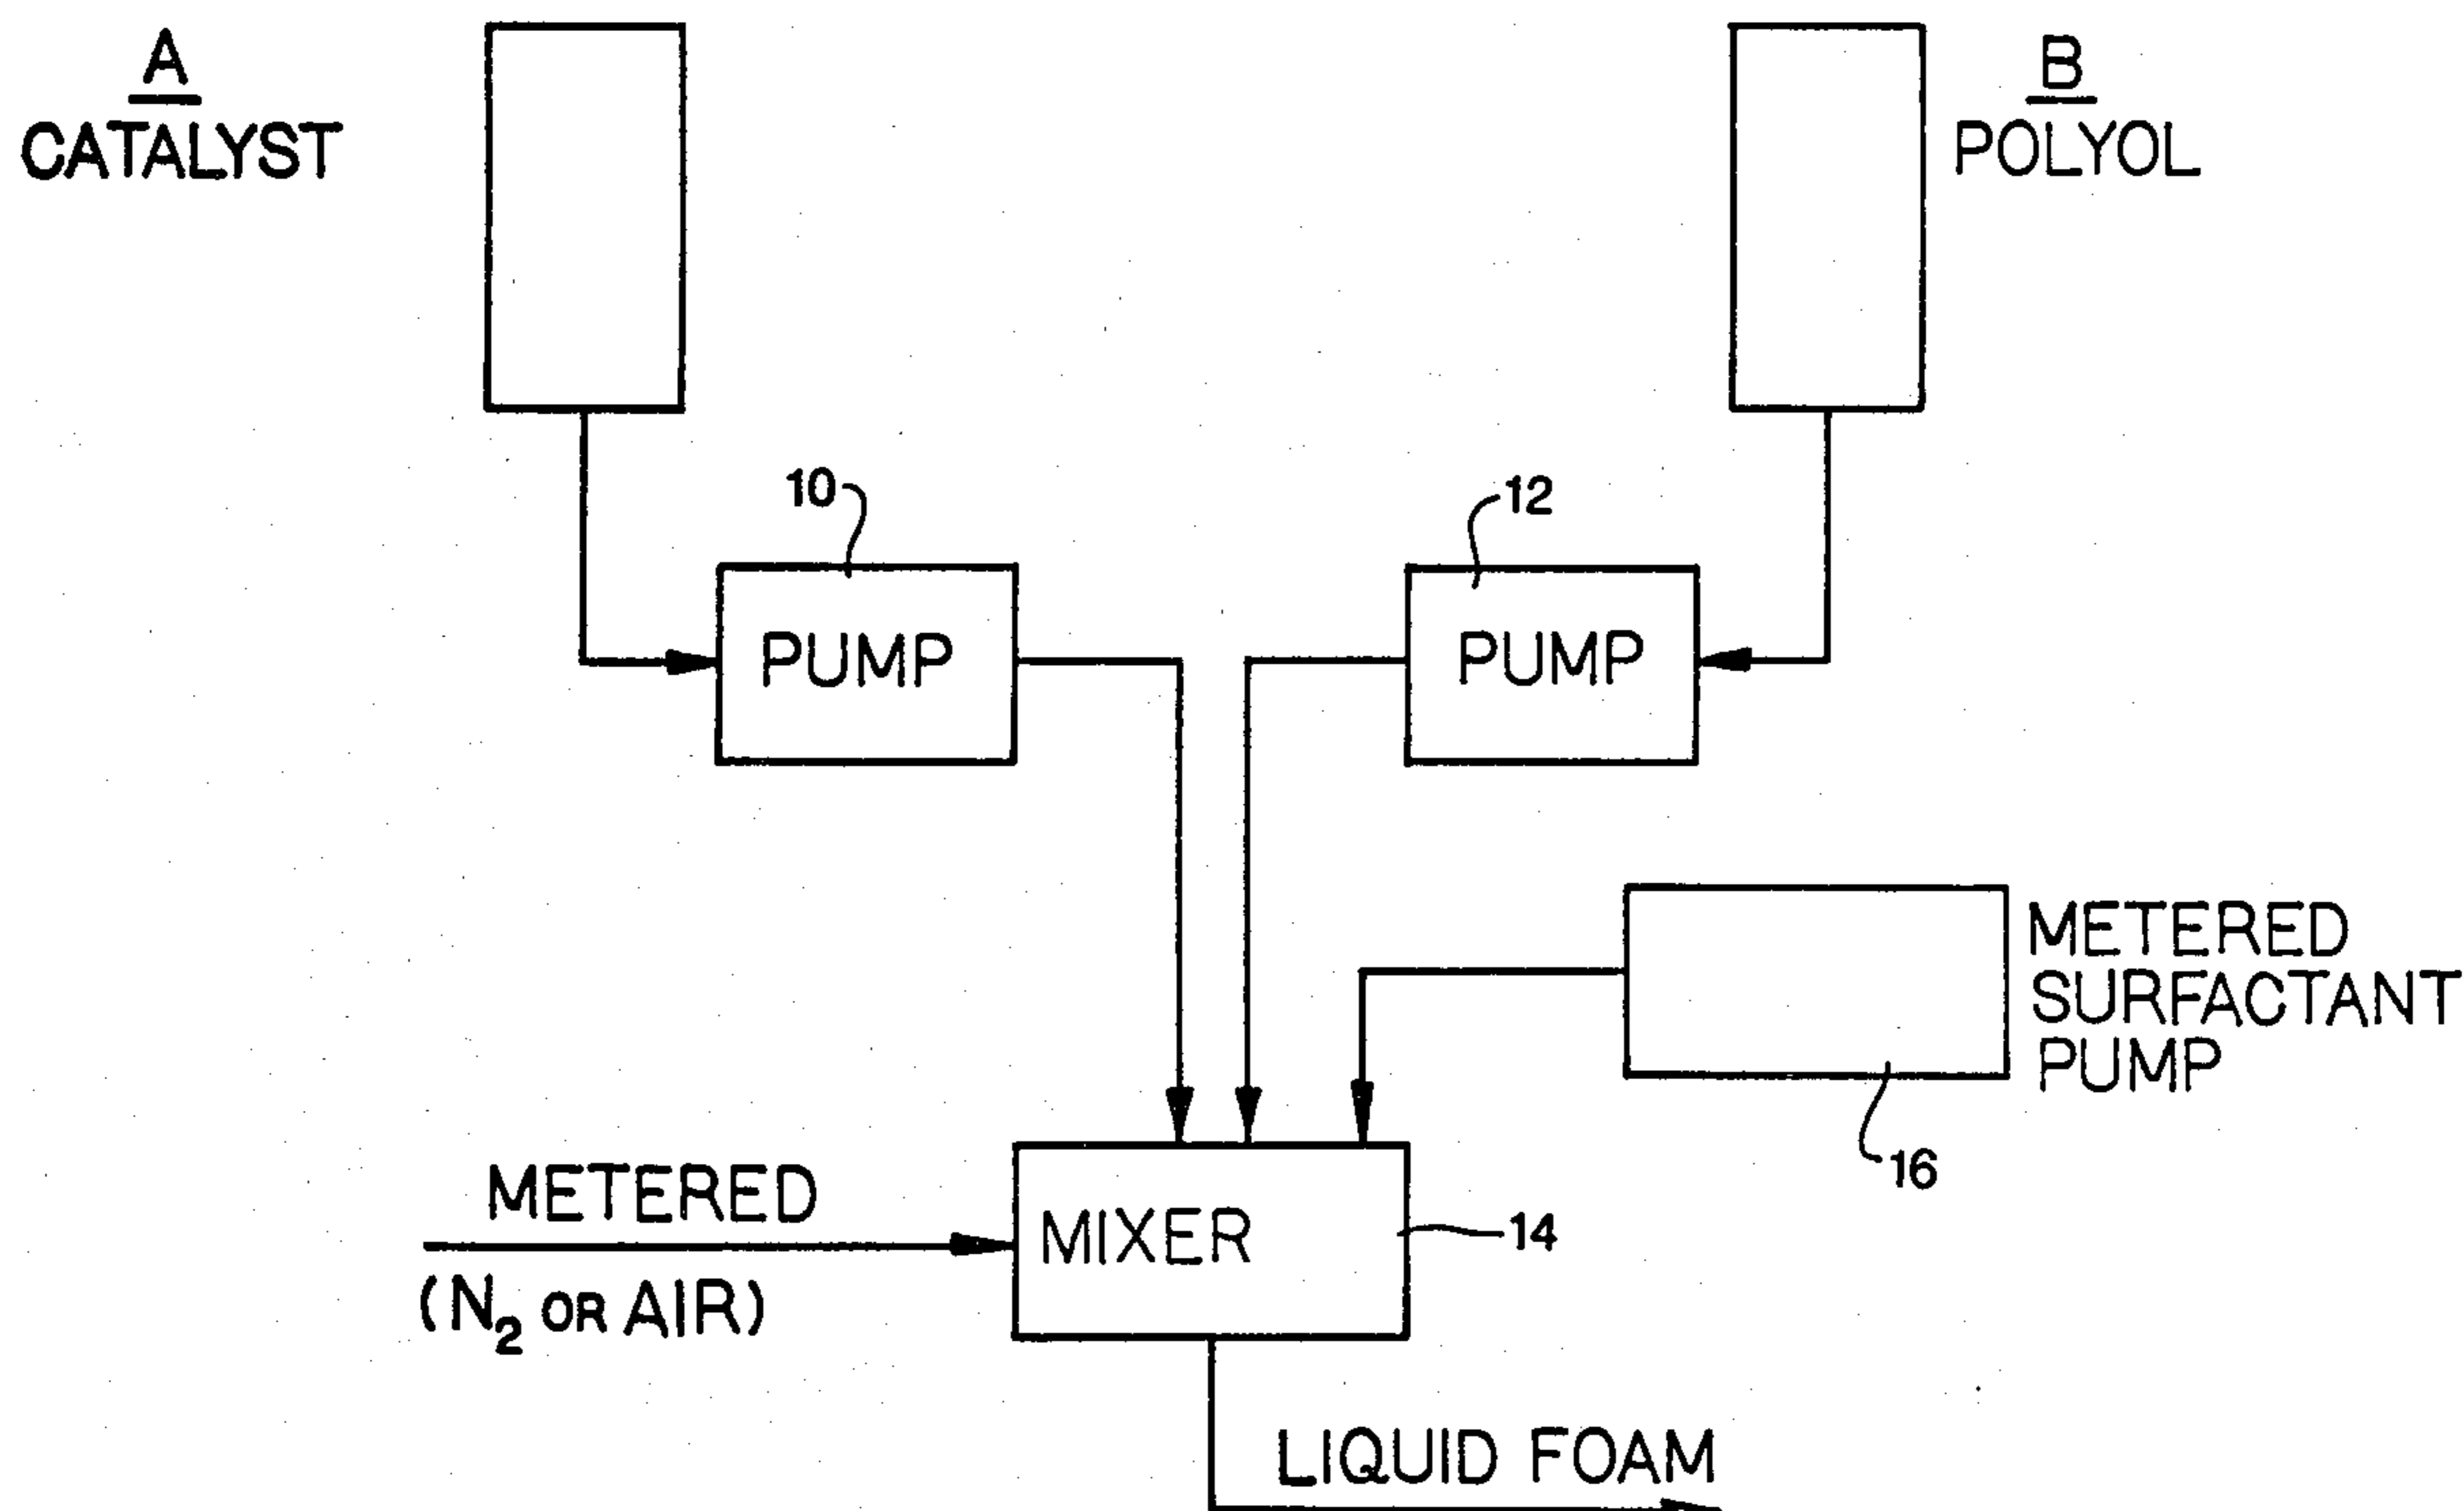 A
CATALYST
B
POLYOL
10
12
PUMP
PUMP
METERED
SURFACTANT
PUMP
16
METERED
(N₂ OR AIR)
MIXER
14
LIQUID FOAM